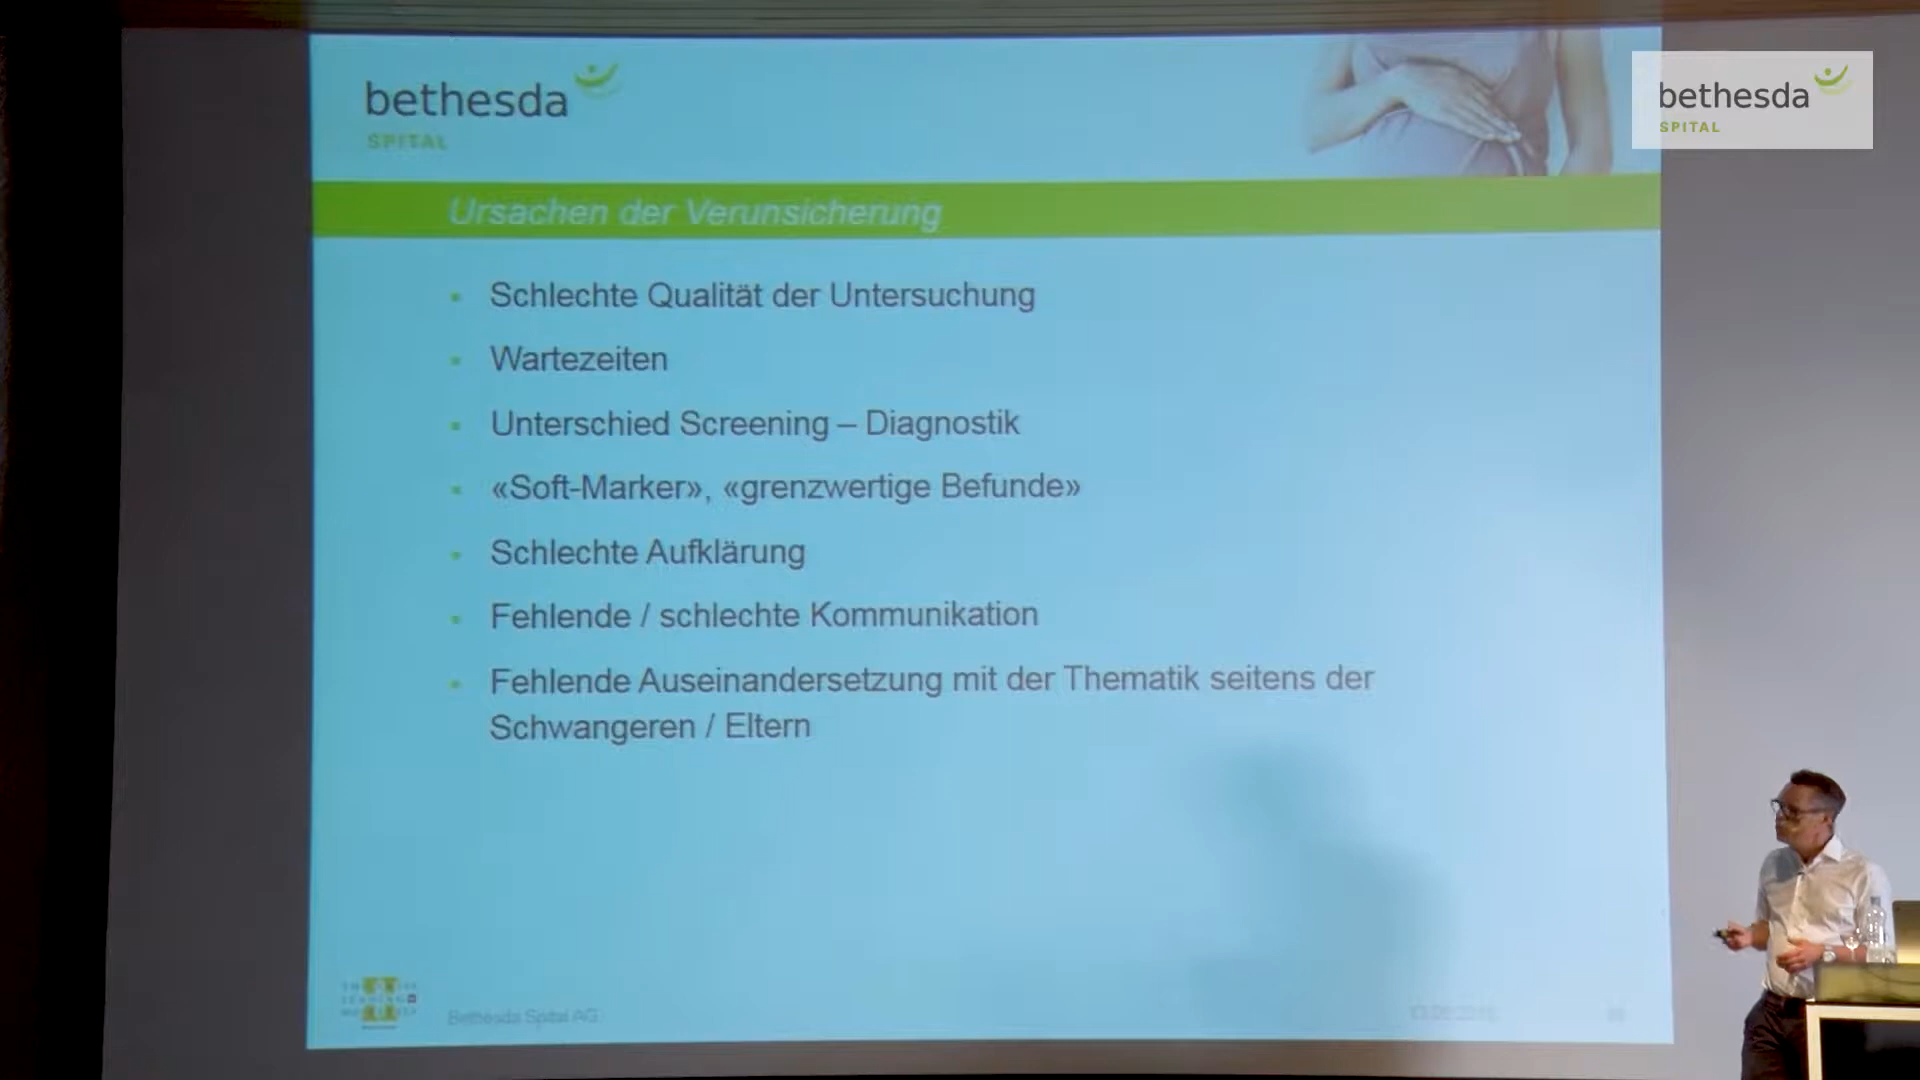 bethesda
SPITAL
bethesda
SPITAL
Ursachen der Verunsicherung
Schlechte Qualität der Untersuchung
Wartezeiten
Unterschied Screening – Diagnostik
«Soft-Marker», «grenzwertige Befunde»
Schlechte Aufklärung
Fehlende / schlechte Kommunikation
Fehlende Auseinandersetzung mit der Thematik seitens der
Schwangeren / Eltern
Bethesda Spital AG